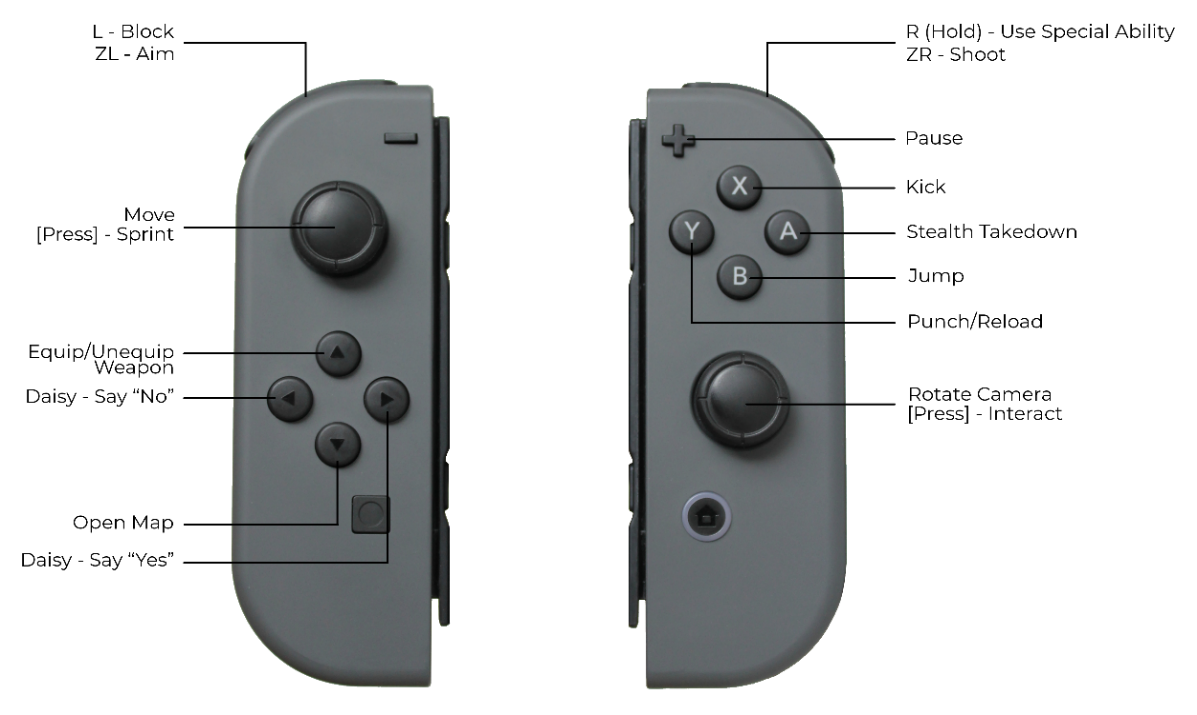 L - Block
ZL - Aim
Move
[Press] - Sprint
Equip/Unequip
Weapon
Daisy - Say “No”
Open Map
Daisy - Say “Yes”
R (Hold) - Use Special Ability
ZR - Shoot
Pause
X
Kick
Y
A
Stealth Takedown
B
Jump
Punch/Reload
Rotate Camera
[Press] - Interact